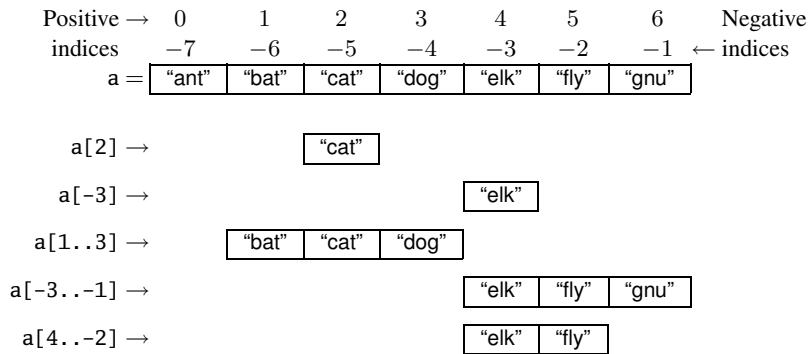 Positive → 0 1 2 3 4 5 6 Negative
indices −7 −6 −5 −4 −3 −2 −1 ← indices
a = “ant” “bat” “cat” “dog” “elk” “fly” “gnu”
a[2] → “cat”
a[-3] → “elk”
a[1..3] → “bat” “cat” “dog”
a[-3..-1] → “elk” “fly” “gnu”
a[4..-2] → “elk” “fly”